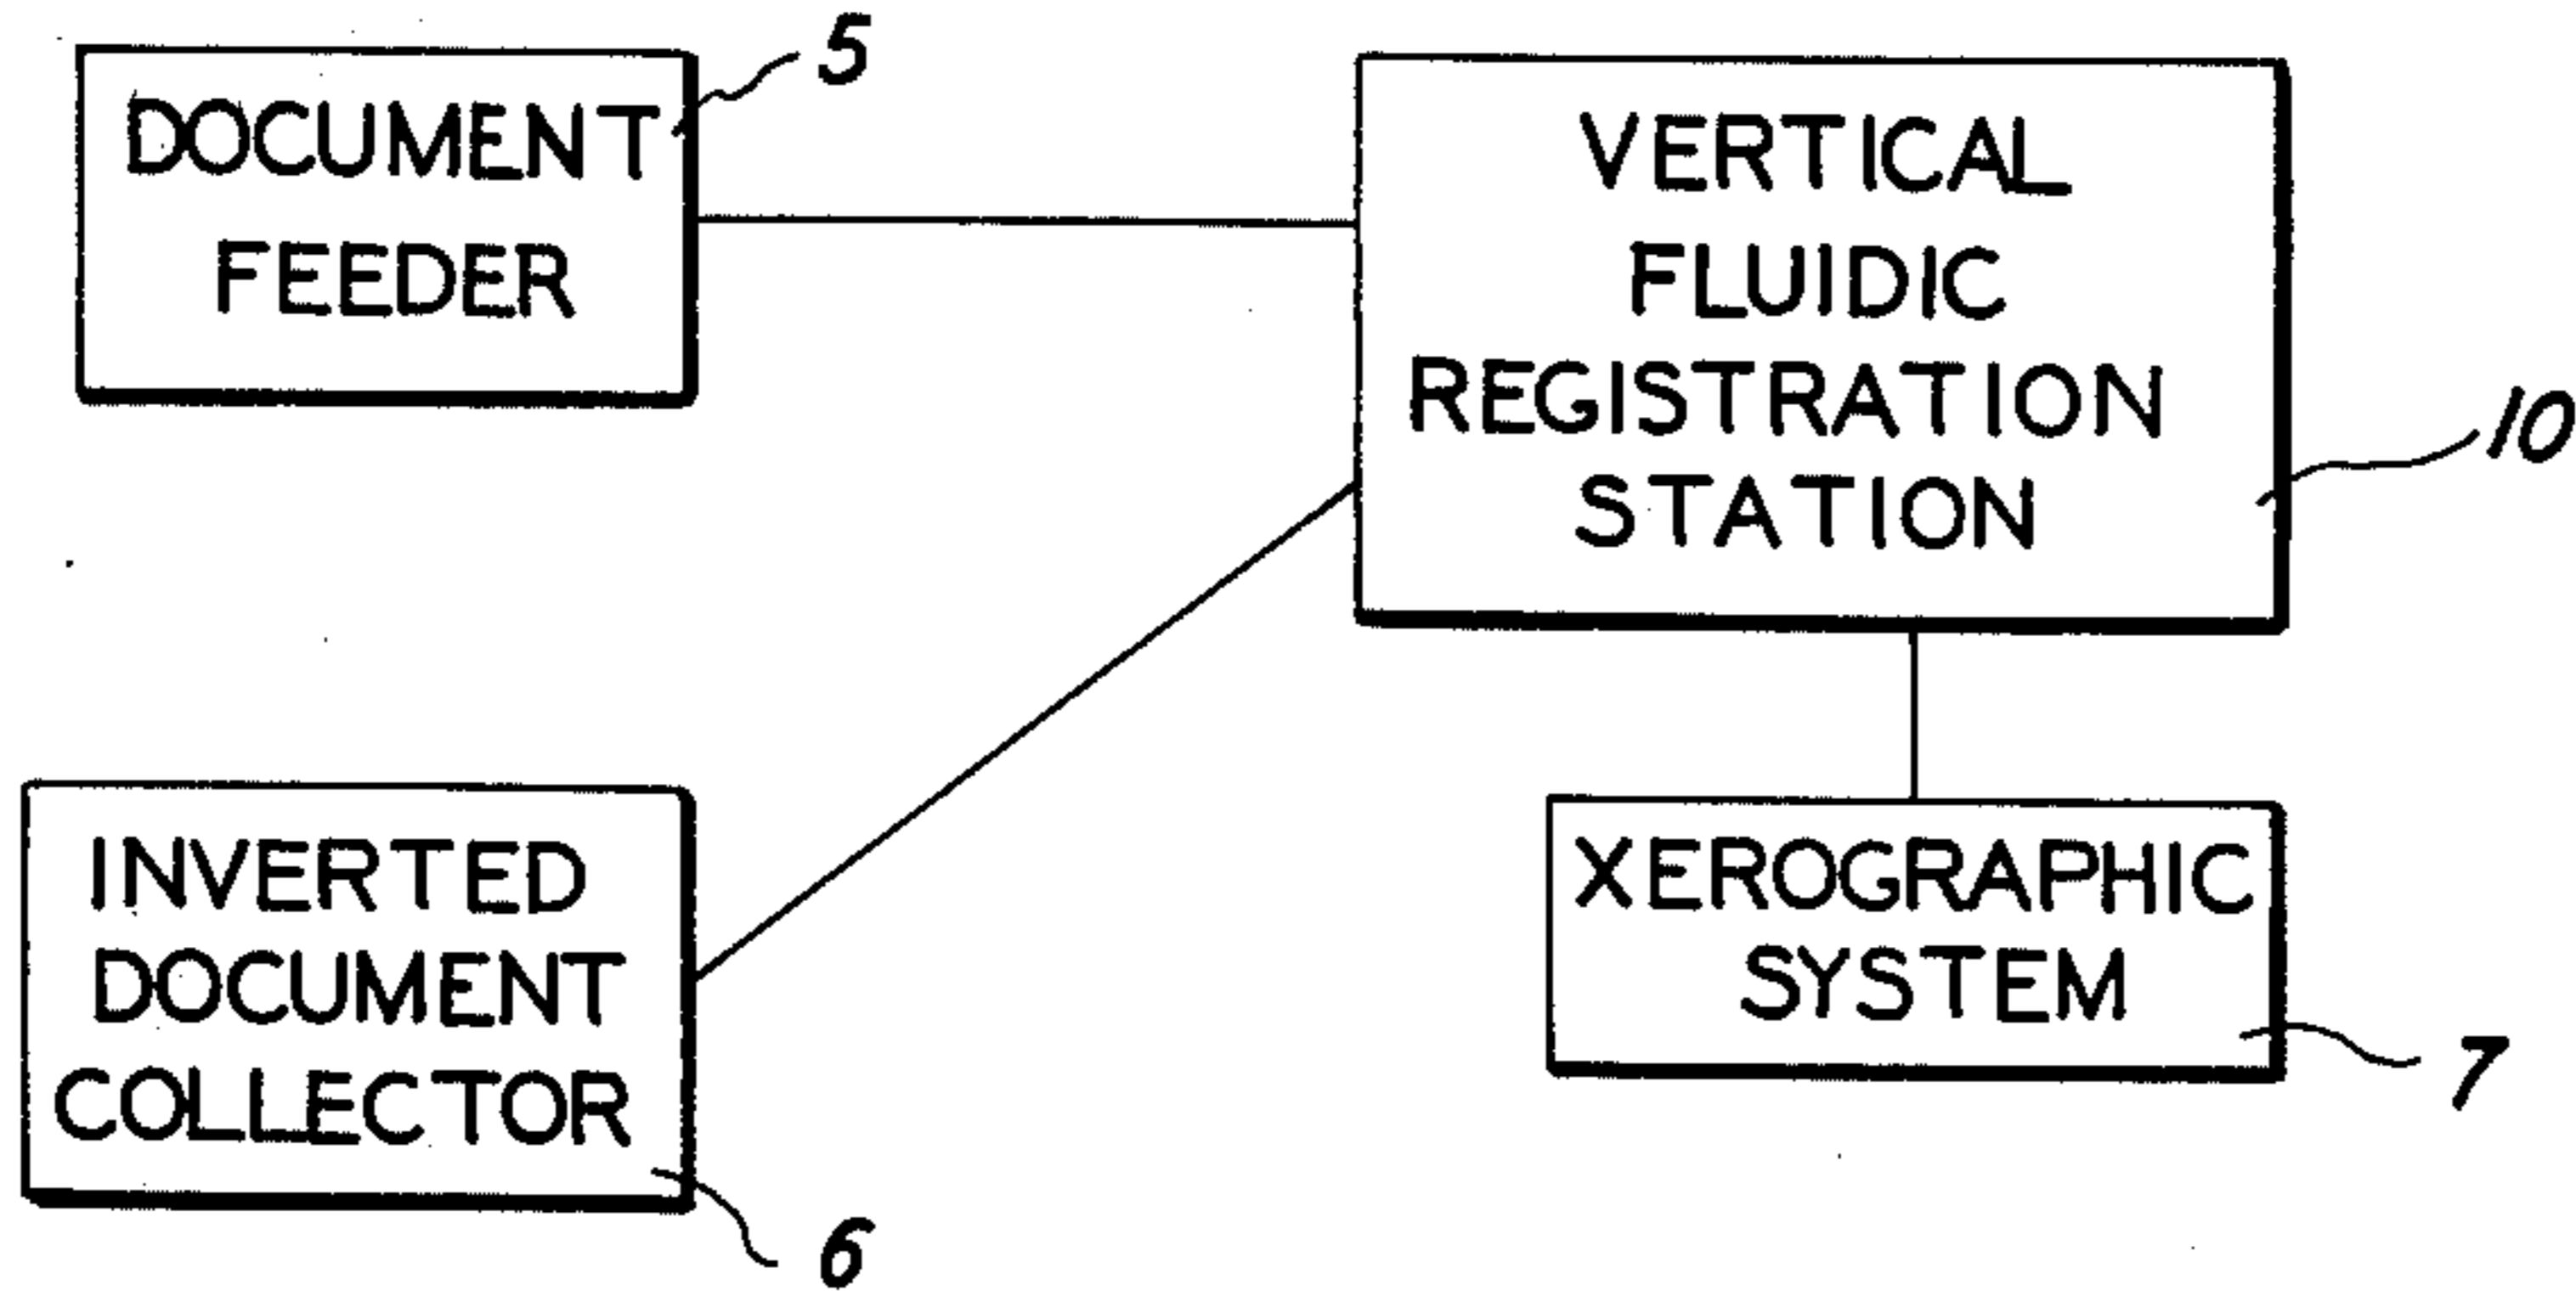 5
DOCUMENT
FEEDER
VERTICAL
FLUIDIC
REGISTRATION
STATION
10
INVERTED
DOCUMENT
COLLECTOR
6
XEROGRAPHIC
SYSTEM
7